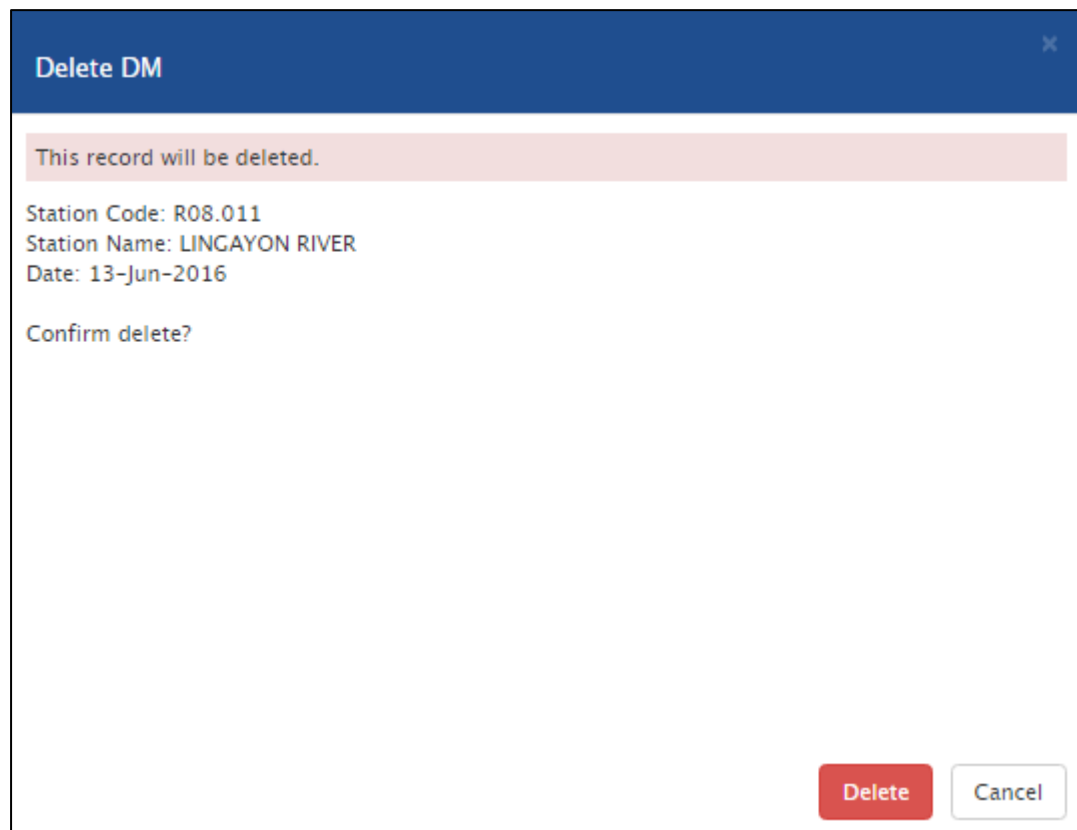 Delete DM
×
This record will be deleted.
Station Code: R08.011
Station Name: LINGAYON RIVER
Date: 13-Jun-2016
Confirm delete?
Delete
Cancel